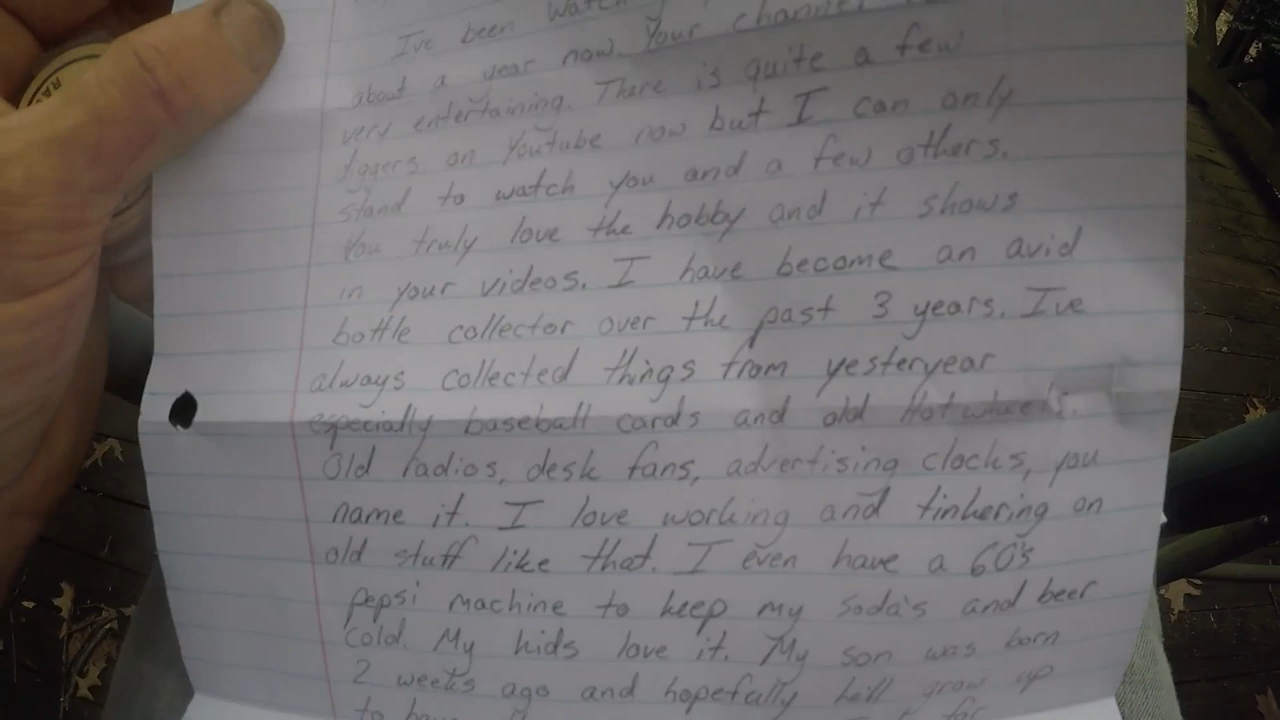 I've been watch
about a year now. Your channel
very entertaining. There is quite a few
diggers on Youtube now but I can only
stand to watch you and a few others.
You truly love the hobby and it shows
in your videos. I have become an avid
bottle collector over the past 3 years. I've
always collected things from yesteryear
especially baseball cards and old Hotwheels.
Old radios, desk fans, advertising clocks, you
name it. I love working and tinkering on
old stuff like that. I even have a 60's
pepsi machine to keep my soda's and beer
cold. My kids love it. My son was born
2 weeks ago and hopefully he'll grow up
to